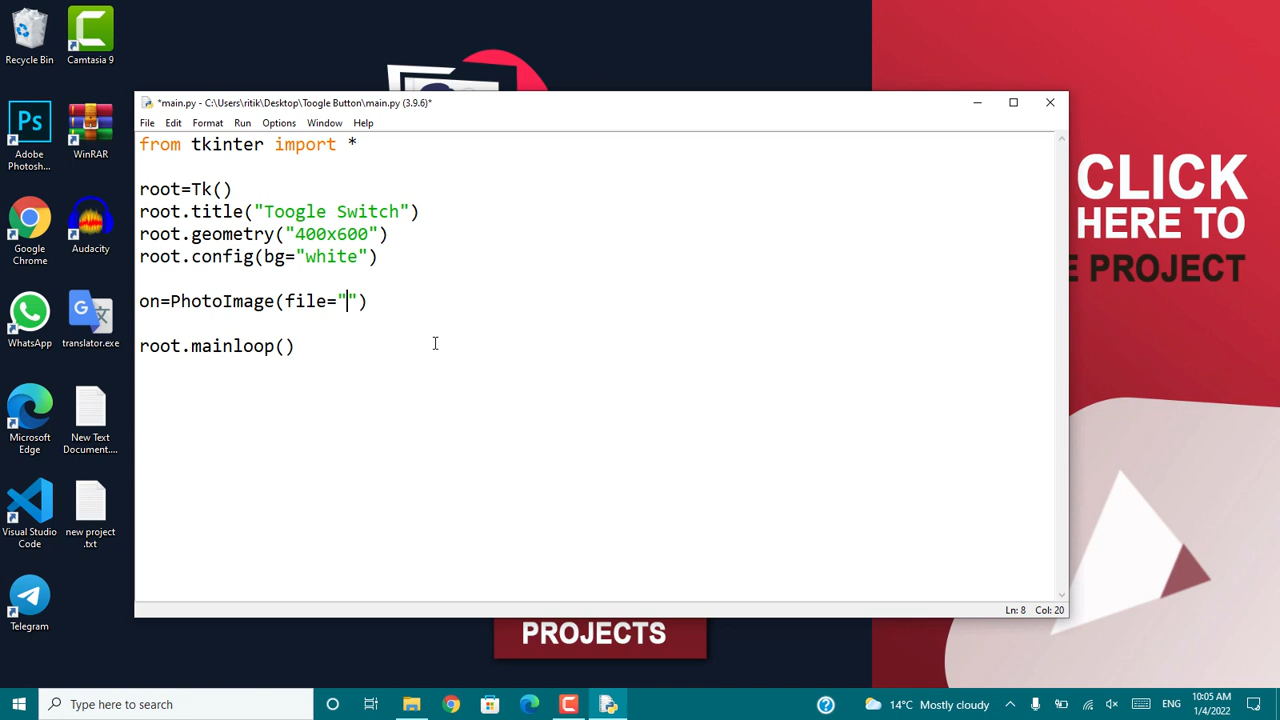 Recycle Bin
Camtasia 9
Ps
Adobe
Photosh...
WinRAR
Google
Chrome
Audacity
WhatsApp
translator.exe
Microsoft
Edge
New Text
Document....
Visual Studio
Code
new project
.txt
Telegram
*main.py - C:\Users\ritik\Desktop\Toogle Button\main.py (3.9.6)*
File Edit Format Run Options Window Help
from tkinter import *
root=Tk()
root.title("Toogle Switch")
root.geometry("400x600")
root.config(bg="white")
on=PhotoImage(file="")
root.mainloop()
Ln: 8 Col: 20
CLICK
HERE TO
E PROJECT
PROJECTS
Type here to search
14°C Mostly cloudy
ENG
10:05 AM
1/4/2022